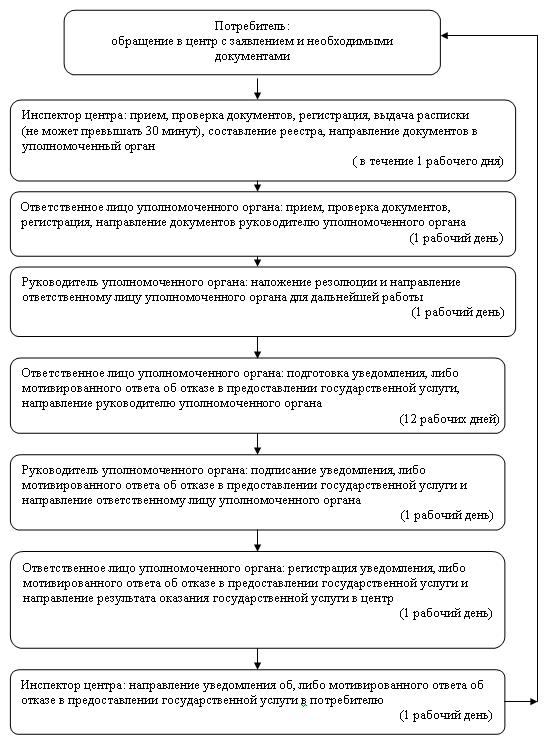 Потребитель:
обращение в центр с заявлением и необходимыми
документами
Инспектор центра: прием, проверка документов, регистрация, выдача расписки
(не может превышать 30 минут), составление реестра, направление документов в
уполномоченный орган
( в течение 1 рабочего дня)
Ответственное лицо уполномоченного органа: прием, проверка документов,
регистрация, направление документов руководителю уполномоченного органа
(1 рабочий день)
Руководитель уполномоченного органа: наложение резолюции и направление
ответственному лицу уполномоченного органа для дальнейшей работы
(1 рабочий день)
Ответственное лицо уполномоченного органа: подготовка уведомления, либо
мотивированного ответа об отказе в предоставлении государственной услуги,
направление руководителю уполномоченного органа
(12 рабочих дней)
Руководитель уполномоченного органа: подписание уведомления, либо
мотивированного ответа об отказе в предоставлении государственной услуги и
направление ответственному лицу уполномоченного органа
(1 рабочий день)
Ответственное лицо уполномоченного органа: регистрация уведомления, либо
мотивированного ответа об отказе в предоставлении государственной услуги и
направление результата оказания государственной услуги в центр
(1 рабочий день)
Инспектор центра: направление уведомления об, либо мотивированного ответа об
отказе в предоставлении государственной услуги в потребителю
(1 рабочий день)